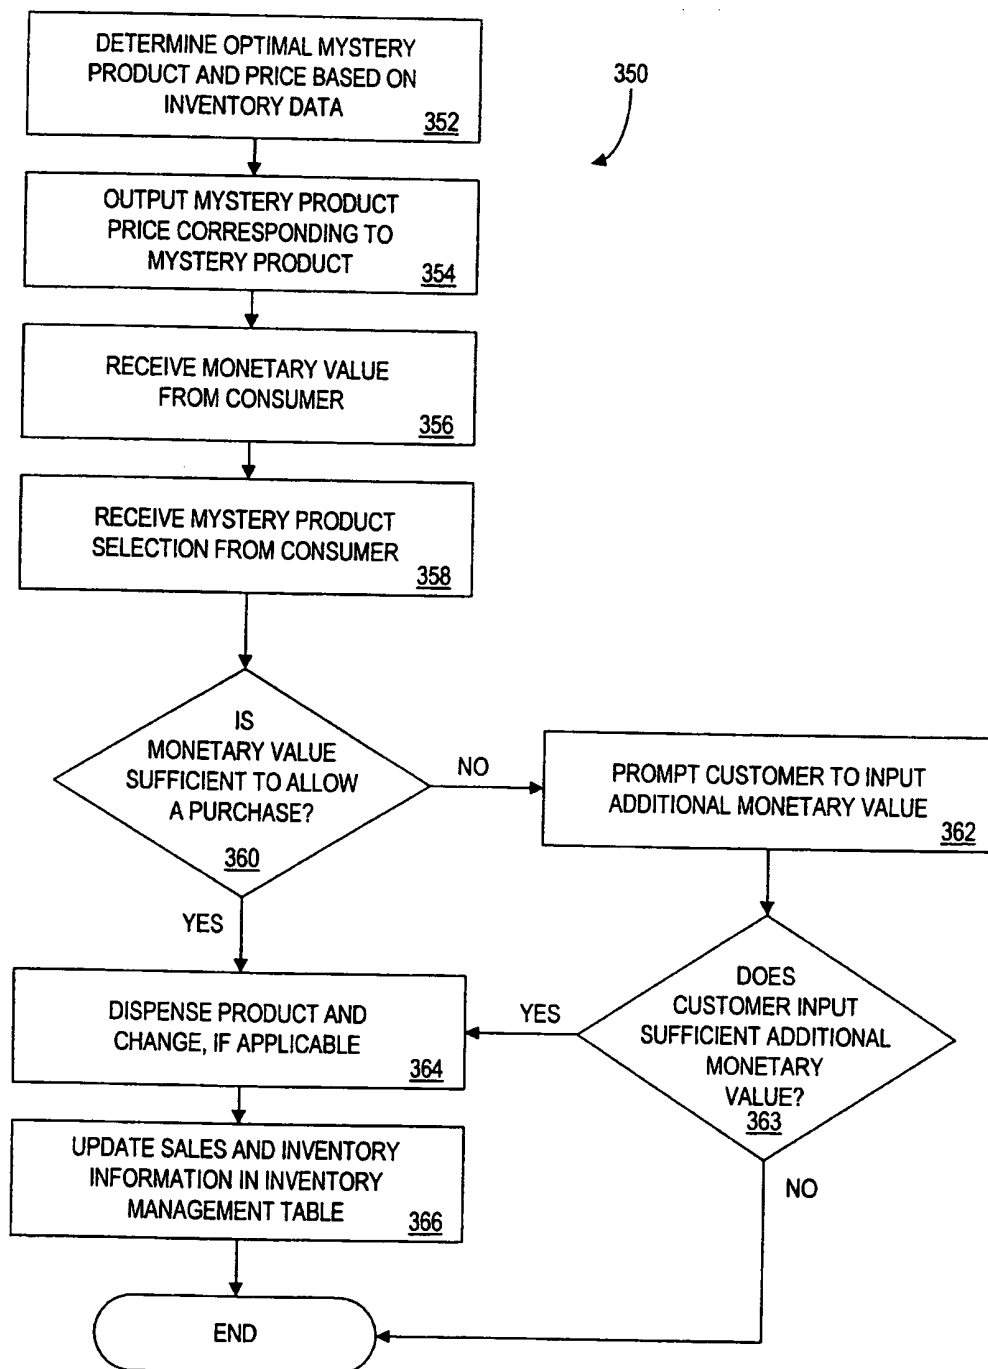 DETERMINE OPTIMAL MYSTERY
PRODUCT AND PRICE BASED ON
INVENTORY DATA
352
350
OUTPUT MYSTERY PRODUCT
PRICE CORRESPONDING TO
MYSTERY PRODUCT
354
RECEIVE MONETARY VALUE
FROM CONSUMER
356
RECEIVE MYSTERY PRODUCT
SELECTION FROM CONSUMER
358
IS
MONETARY VALUE
SUFFICIENT TO ALLOW
A PURCHASE?
360
NO
PROMPT CUSTOMER TO INPUT
ADDITIONAL MONETARY VALUE
362
YES
DOES
CUSTOMER INPUT
SUFFICIENT ADDITIONAL
MONETARY
VALUE?
363
YES
DISPENSE PRODUCT AND
CHANGE, IF APPLICABLE
364
NO
UPDATE SALES AND INVENTORY
INFORMATION IN INVENTORY
MANAGEMENT TABLE
366
END